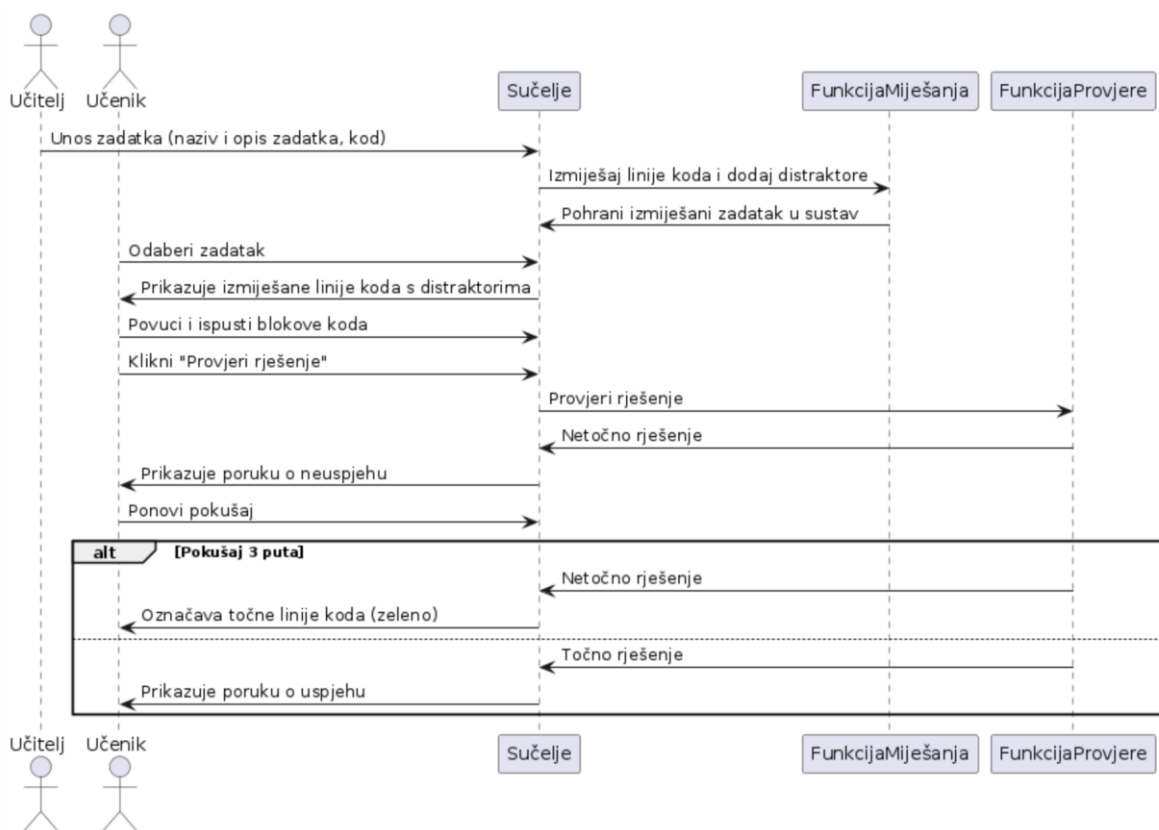 Učitelj
Učenik
Sučelje
FunkcijaMiješanja
FunkcijaProvjere
Unos zadatka (naziv i opis zadatka, kod)
Izmiješaj linije koda i dodaj distraktore
Pohrani izmiješani zadatak u sustav
Odaberi zadatak
Prikazuje izmiješane linije koda s distraktorima
Povuci i ispusti blokove koda
Klikni "Provjeri rješenje"
Provjeri rješenje
Netočno rješenje
Prikazuje poruku o neuspjehu
Ponovi pokušaj
alt [Pokušaj 3 puta]
Netočno rješenje
Označava točne linije koda (zeleno)
Točno rješenje
Prikazuje poruku o uspjehu
Učitelj
Učenik
Sučelje
FunkcijaMiješanja
FunkcijaProvjere